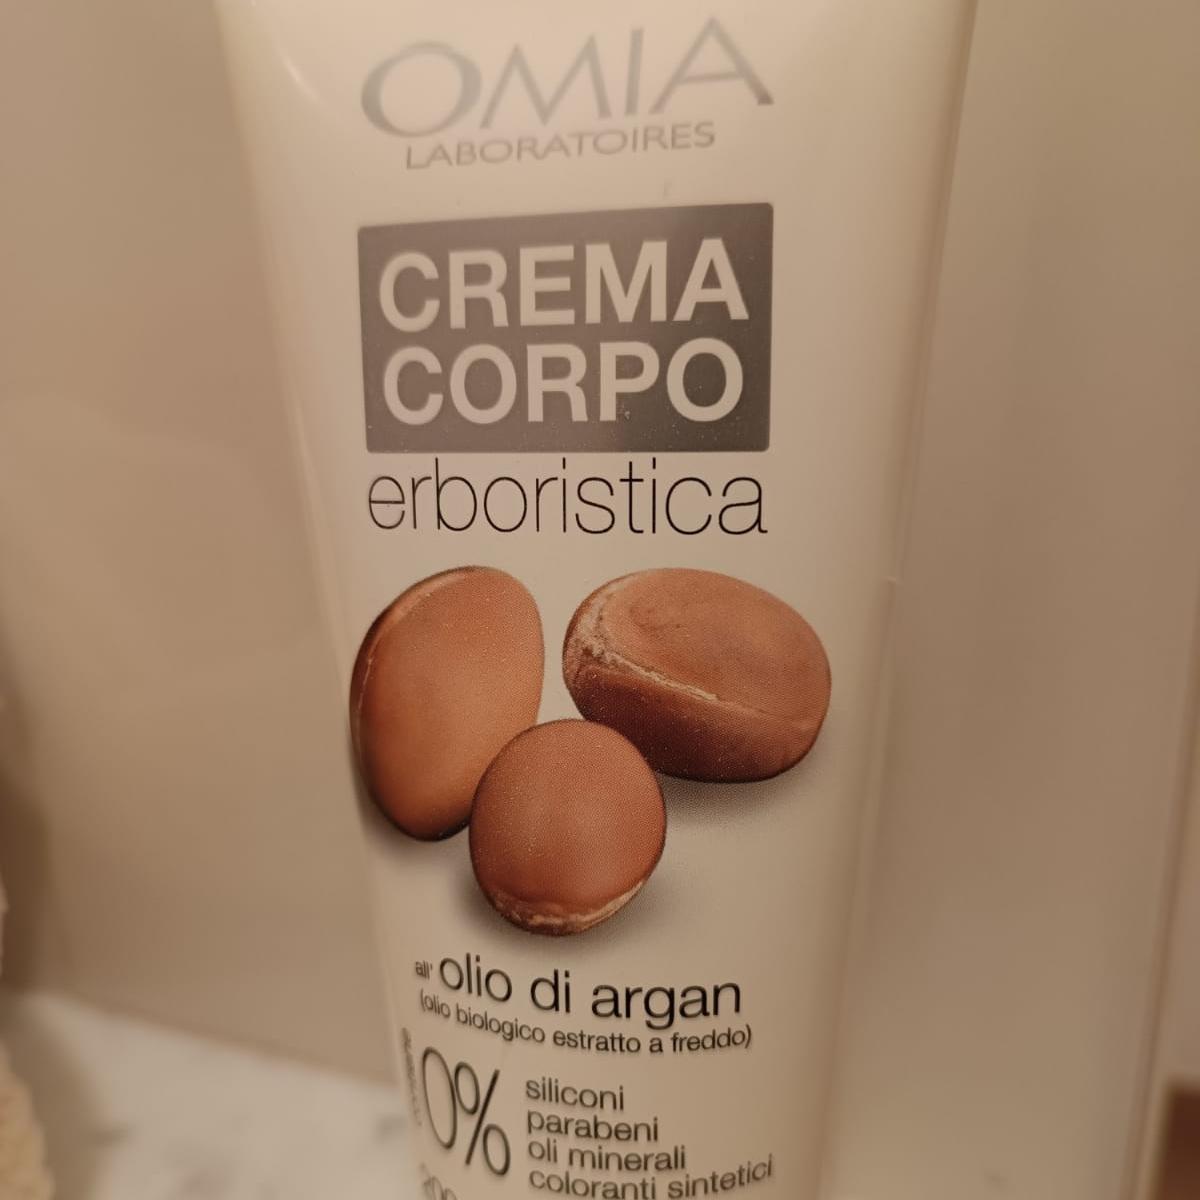 OMIA
LABORATOIRES
CREMA
CORPO
erboristica
all' olio di argan
(olio biologico estratto a freddo)
0% siliconi
parabeni
oli minerali
coloranti sintetici